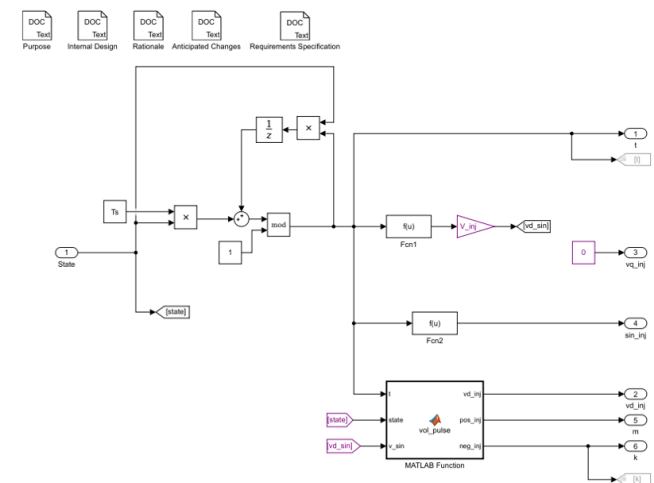 DOC
Text
Purpose
DOC
Text
Internal Design
DOC
Text
Rationale
DOC
Text
Anticipated Changes
DOC
Text
Requirements Specification
1
z
×
1
t
[t]
Ts
×
+
+
mod
1
1
State
[state]
f(u)
Fcn1
V_inj
[vd_sin]
0
3
vq_inj
f(u)
Fcn2
4
sin_inj
t
vd_inj
2
vd_inj
[state]
state
vol_pulse
pos_inj
5
m
[vd_sin]
v_sin
neg_inj
6
k
MATLAB Function
[k]